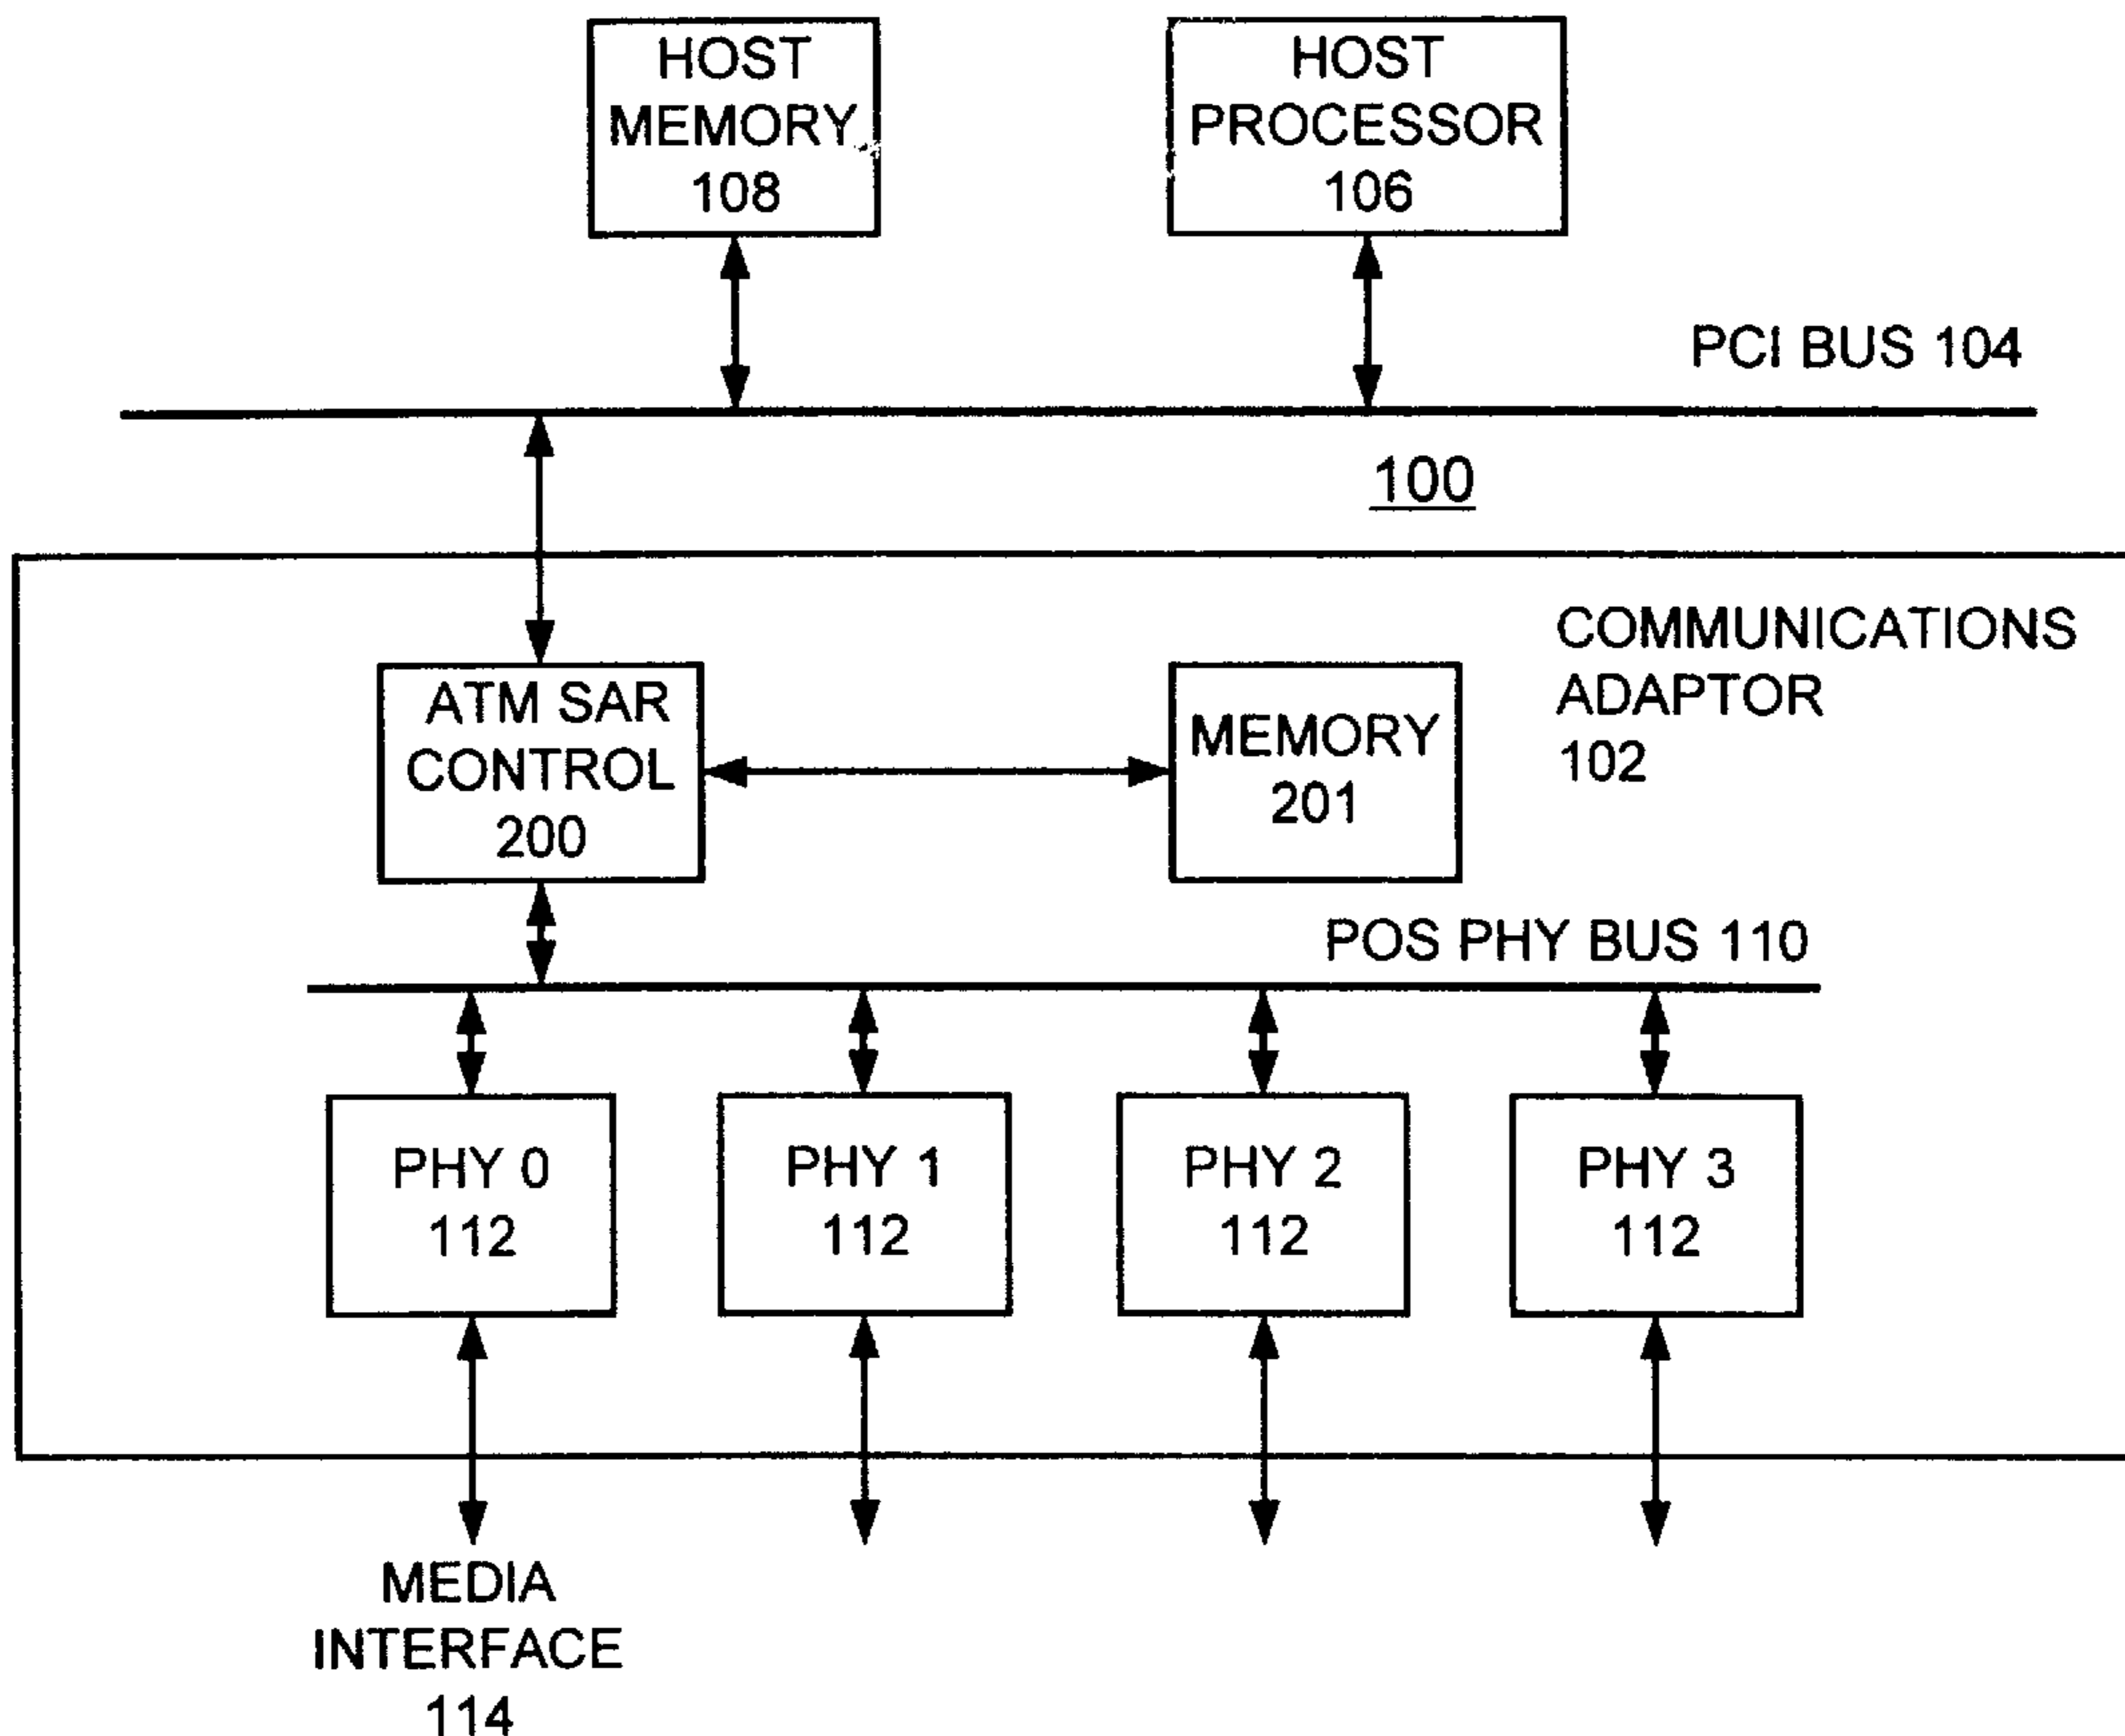 HOST
MEMORY
108
HOST
PROCESSOR
106
PCI BUS 104
100
COMMUNICATIONS
ADAPTOR
102
ATM SAR
CONTROL
200
MEMORY
201
POS PHY BUS 110
PHY 0
112
PHY 1
112
PHY 2
112
PHY 3
112
MEDIA
INTERFACE
114